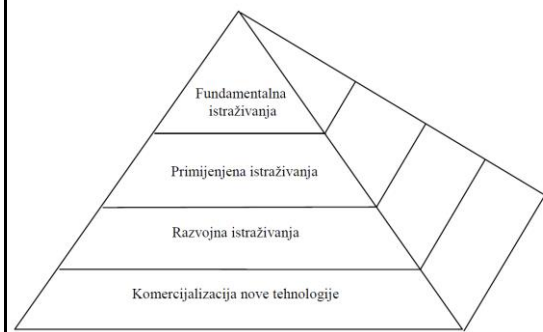 Fundamentalna
istraživanja
Primijenjena istraživanja
Razvojna istraživanja
Komercijalizacija nove tehnologije